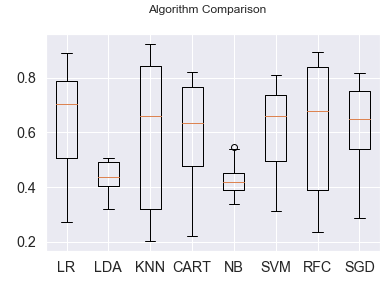 Algorithm Comparison
0.8
0.6
0.4
0.2
LR LDA KNN CART NB SVM RFC SGD